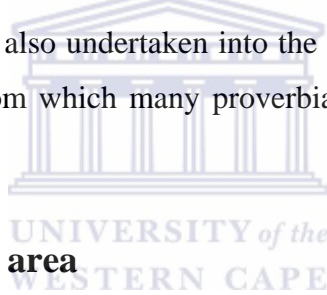 also undertaken into the
om which many proverbia
UNIVERSITY of the
area
WESTERN CAPE